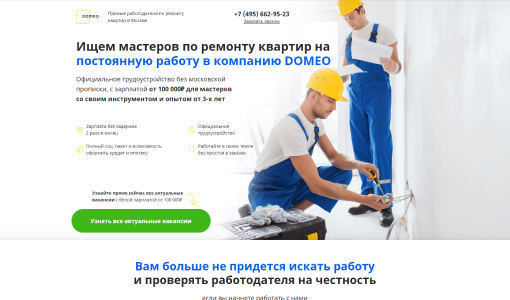 DOMEO
Прямые работодатели по ремонту
квартир в Москве
+7 (495) 662-95-23
Заказать звонок
Ищем мастеров по ремонту квартир на
постоянную работу в компанию DOMEO
Официальное трудоустройство без московской
прописки, с зарплатой от 100 000₽ для мастеров
со своим инструментом и опытом от 3-х лет
Зарплата без задержек
2 раза в месяц
Официальное
трудоустройство
Полный соц. пакет и возможность
оформить кредит и ипотеку
Работайте в своем темпе
без простоев в заказах
Узнайте прямо сейчас все актуальные
вакансии с белой зарплатой от 100 000₽
Узнать все актуальные вакансии
Вам больше не придется искать работу
и проверять работодателя на честность
если вы начнете работать с нами